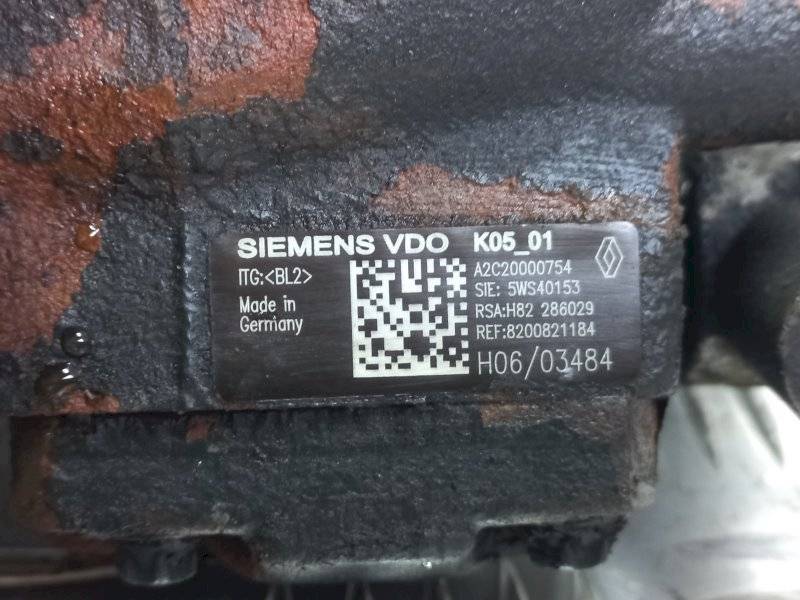 SIEMENS VDO K05_01
ITG:<BL2>
Made in
Germany
A2C20000754
SIE: 5WS40153
RSA:H82 286029
REF:8200821184
H06/03484